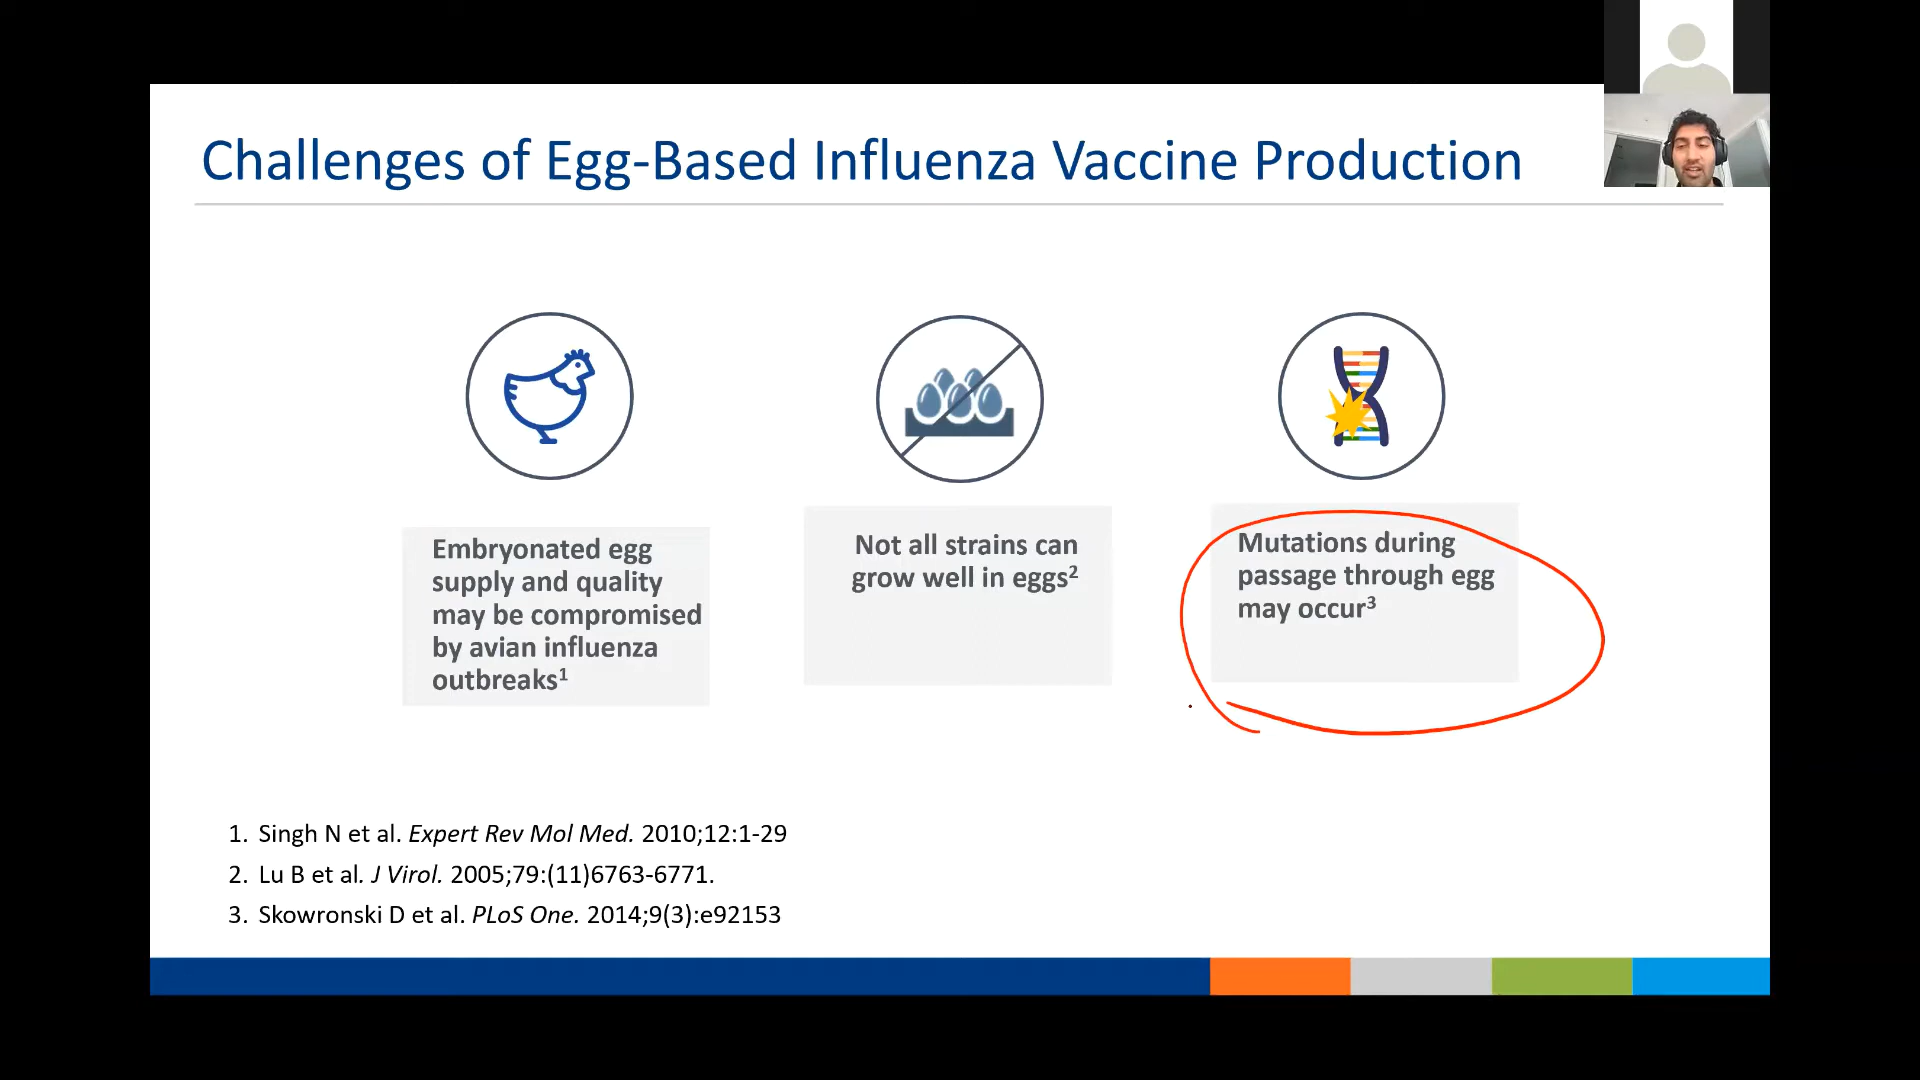 Challenges of Egg-Based Influenza Vaccine Production
Embryonated egg
supply and quality
may be compromised
by avian influenza
outbreaks¹
Not all strains can
grow well in eggs²
Mutations during
passage through egg
may occur³
1. Singh N et al. Expert Rev Mol Med. 2010;12:1-29
2. Lu B et al. J Virol. 2005;79:(11)6763-6771.
3. Skowronski D et al. PLoS One. 2014;9(3):e92153